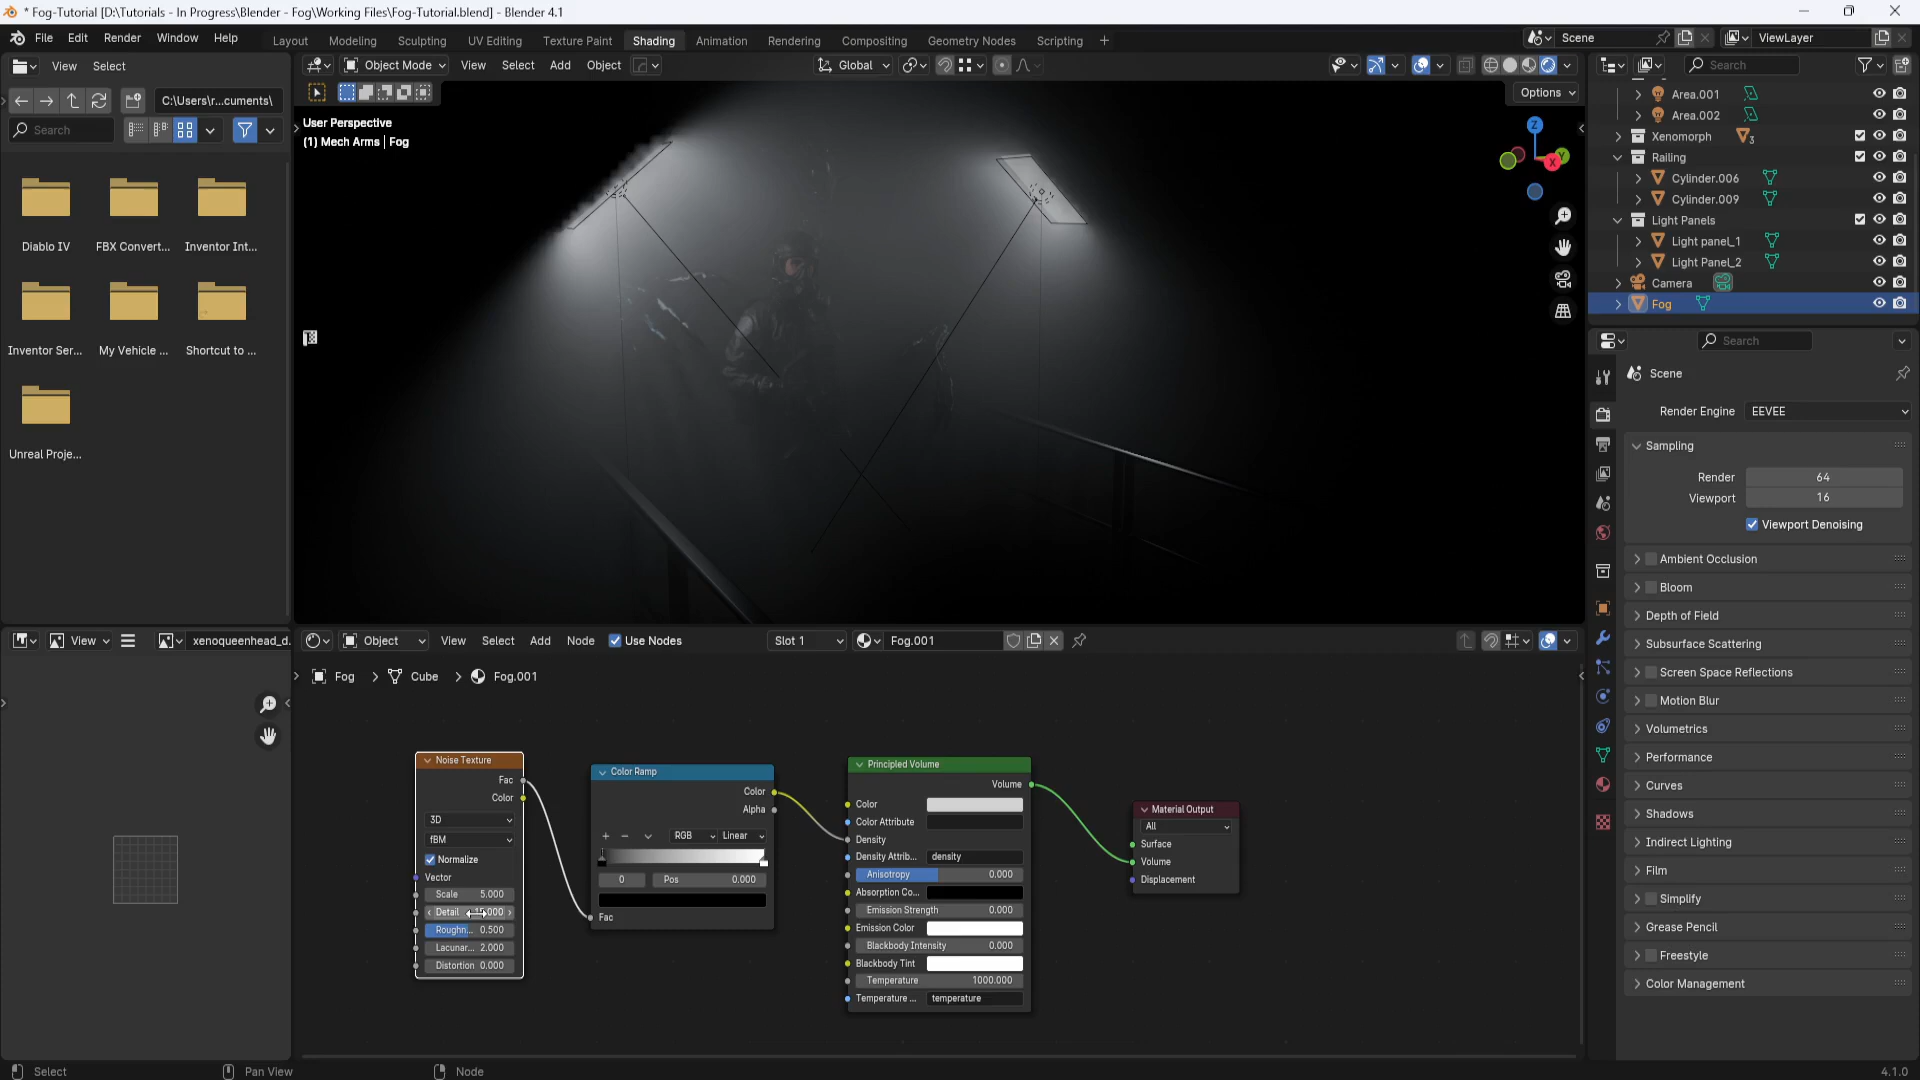 * Fog-Tutorial [D:\Tutorials - In Progress\Blender - Fog\Working Files\Fog-Tutorial.blend] - Blender 4.1
File Edit Render Window Help
Layout Modeling Sculpting UV Editing Texture Paint Shading Animation Rendering Compositing Geometry Nodes Scripting +
Scene ViewLayer
View Select
Object Mode View Select Add Object Global
Search
C:\Users\r...cuments\
Options
Search
User Perspective
(1) Mech Arms | Fog
Z
Y
X
Diablo IV FBX Convert... Inventor Int...
Inventor Ser... My Vehicle ... Shortcut to ...
Unreal Proje...
Area.001
Area.002
Xenomorph 3
Railing
Cylinder.006
Cylinder.009
Light Panels
Light panel_1
Light Panel_2
Camera
Fog
Search
Scene
Render Engine EEVEE
Sampling
Render 64
Viewport 16
Viewport Denoising
Ambient Occlusion
Bloom
Depth of Field
Subsurface Scattering
Screen Space Reflections
Motion Blur
Volumetrics
Performance
Curves
Shadows
Indirect Lighting
Film
Simplify
Grease Pencil
Freestyle
Color Management
View xenoqueenhead_d.
Object View Select Add Node Use Nodes Slot 1 Fog.001
Fog > Cube > Fog.001
Noise Texture
Fac
Color
3D
fBM
Normalize
Vector
Scale 5.000
Detail
Roughn... 0.500
Lacunar... 2.000
Distortion 0.000
Color Ramp
Color
Alpha
RGB Linear
0 Pos 0.000
Fac
Principled Volume
Volume
Color
Color Attribute
Density
Density Attrib... density
Anisotropy 0.000
Absorption Co...
Emission Strength 0.000
Emission Color
Blackbody Intensity 0.000
Blackbody Tint
Temperature 1000.000
Temperature ... temperature
Material Output
All
Surface
Volume
Displacement
Select Pan View Node 4.1.0